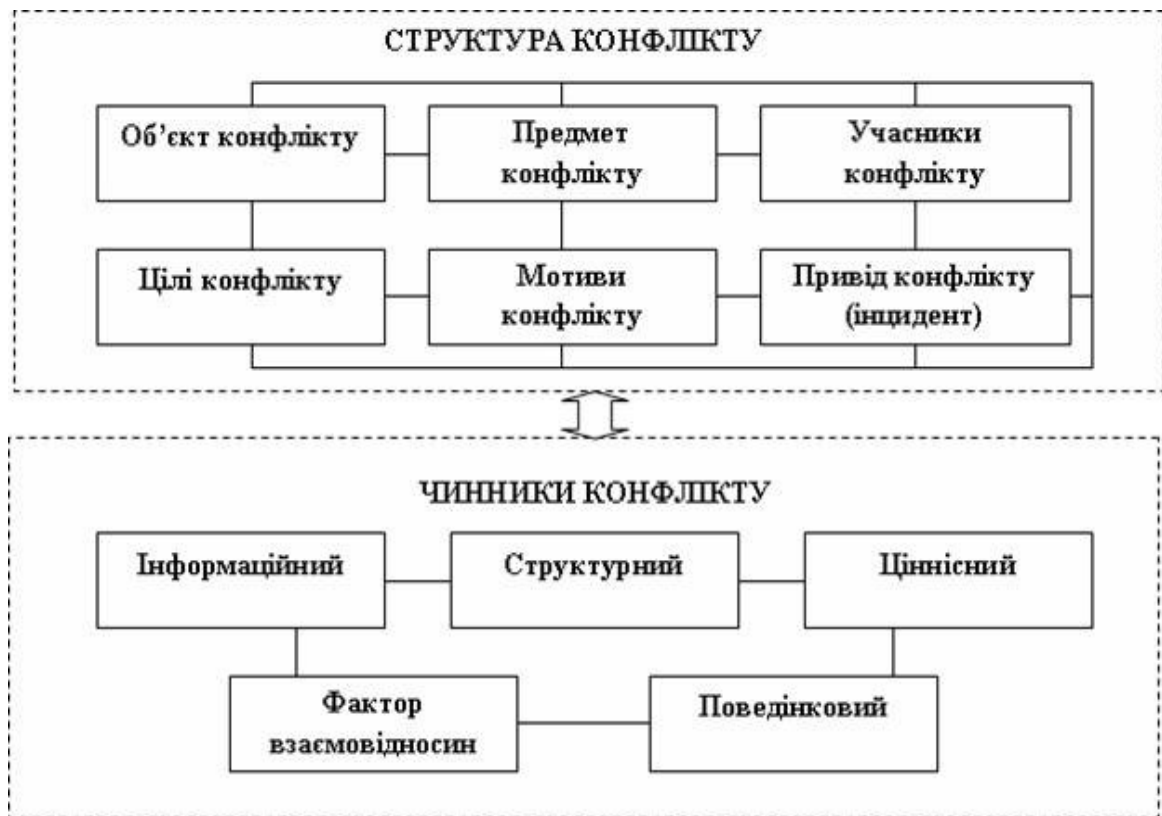 СТРУКТУРА КОНФЛІКТУ
Об’єкт конфлікту
Предмет
конфлікту
Учасники
конфлікту
Цілі конфлікту
Мотиви
конфлікту
Привід конфлікту
(інцидент)
ЧИННИКИ КОНФЛІКТУ
Інформаційний
Структурний
Ціннісний
Фактор
взаємовідносин
Поведінковий